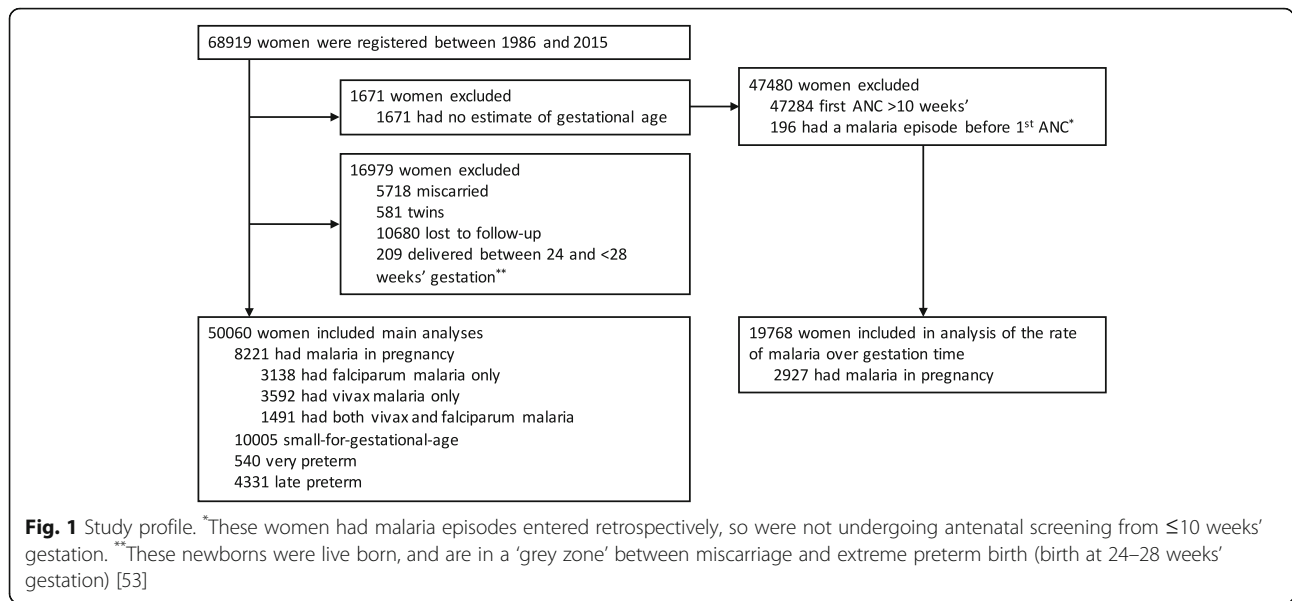 68919 women were registered between 1986 and 2015
1671 women excluded
1671 had no estimate of gestational age
47480 women excluded
47284 first ANC >10 weeks'
196 had a malaria episode before 1st ANC*
16979 women excluded
5718 miscarried
581 twins
10680 lost to follow-up
209 delivered between 24 and <28
weeks' gestation**
50060 women included main analyses
8221 had malaria in pregnancy
3138 had falciparum malaria only
3592 had vivax malaria only
1491 had both vivax and falciparum malaria
10005 small-for-gestational-age
540 very preterm
4331 late preterm
19768 women included in analysis of the rate
of malaria over gestation time
2927 had malaria in pregnancy
Fig. 1 Study profile. *These women had malaria episodes entered retrospectively, so were not undergoing antenatal screening from ≤10 weeks'
gestation. **These newborns were live born, and are in a 'grey zone' between miscarriage and extreme preterm birth (birth at 24–28 weeks'
gestation) [53]